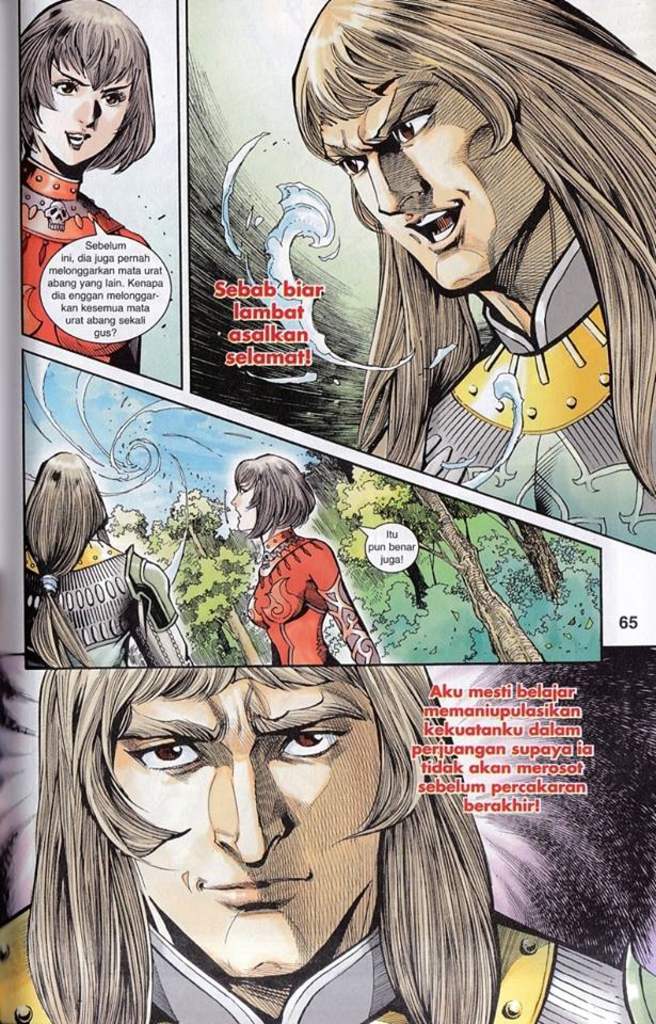 Sebelum
ini, dia juga pernah
melonggarkan mata urat
abang yang lain. Kenapa
dia enggan melonggar-
kan kesemua mata
urat abang sekali
gus?
Sebab biar
lambat
asalkan
selamat!
Itu
pun benar
juga!
65
Aku mesti belajar
memaniupulasikan
kekuatanku dalam
perjuangan supaya ia
tidak akan merosot
sebelum percakaran
berakhir!